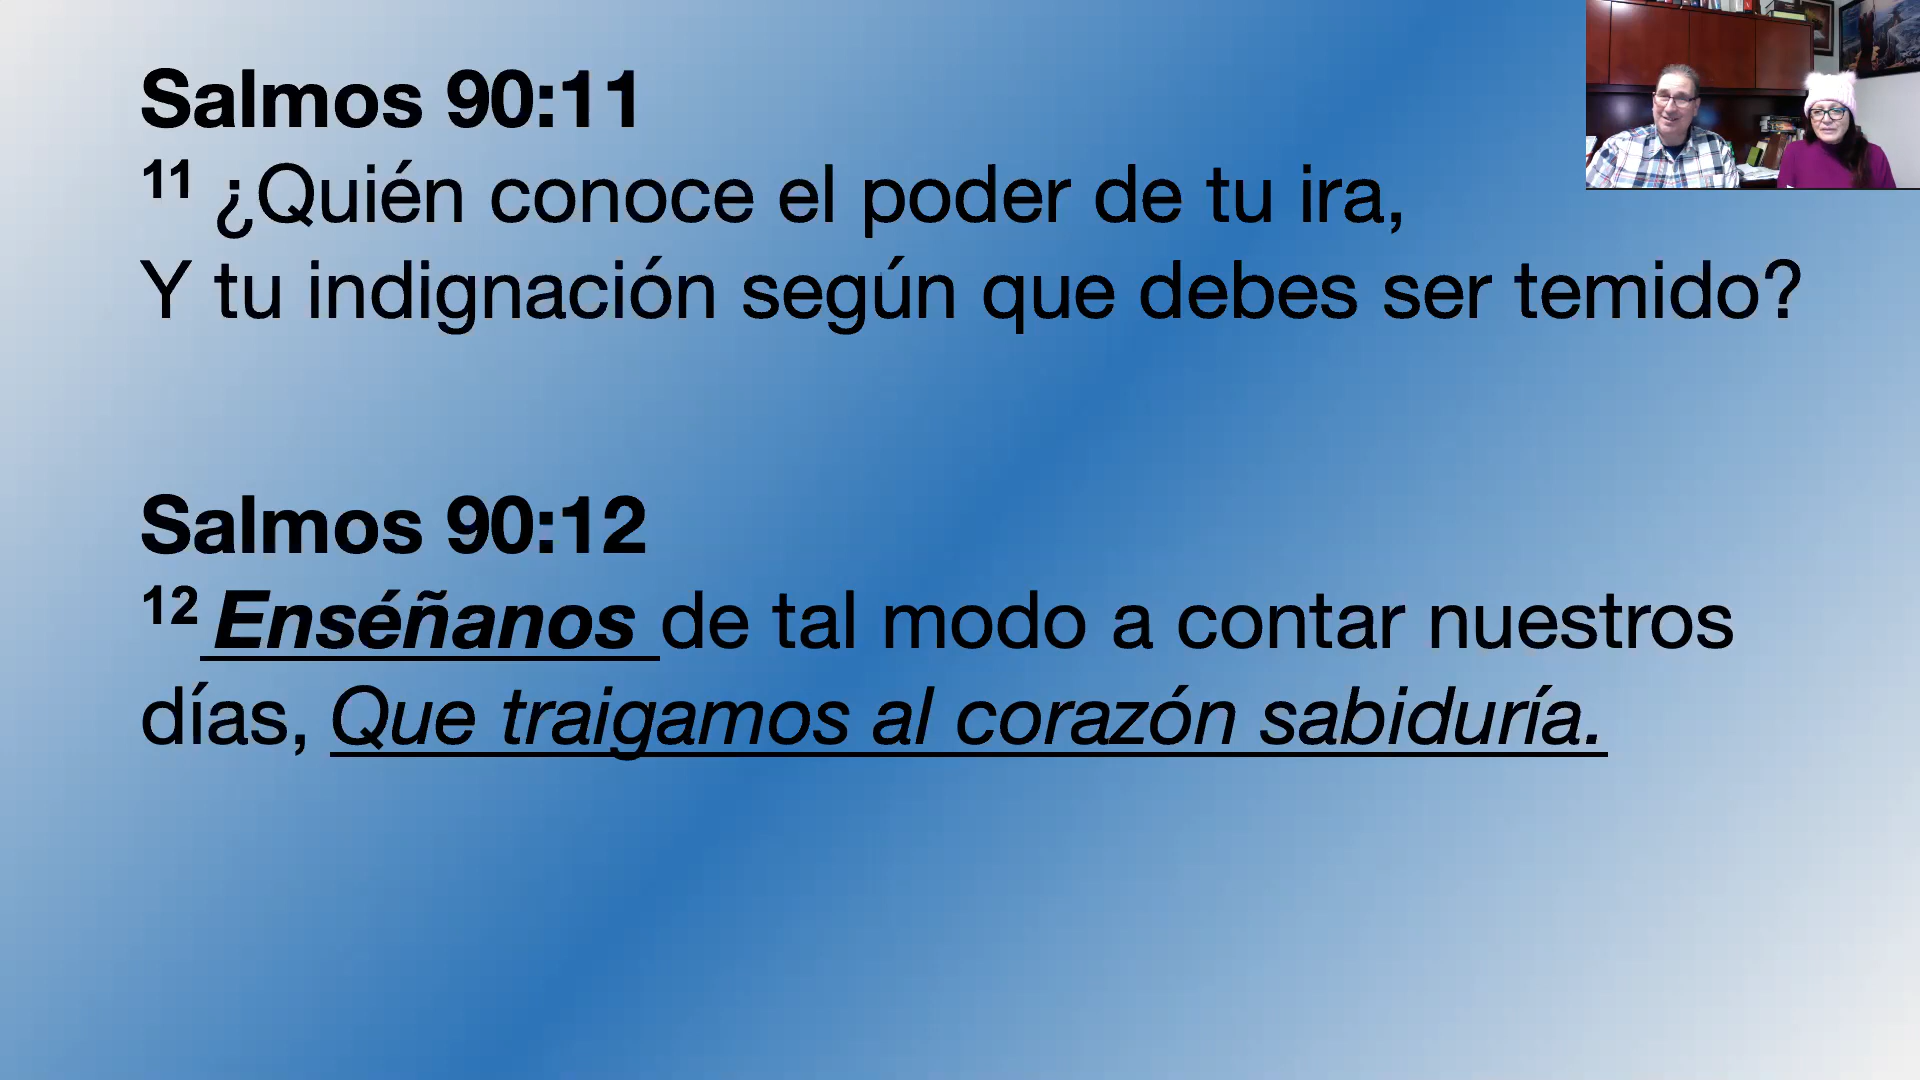 Salmos 90:11
11 ¿Quién conoce el poder de tu ira,
Y tu indignación según que debes ser temido?
Salmos 90:12
12 Enséñanos de tal modo a contar nuestros
días, Que traigamos al corazón sabiduría.